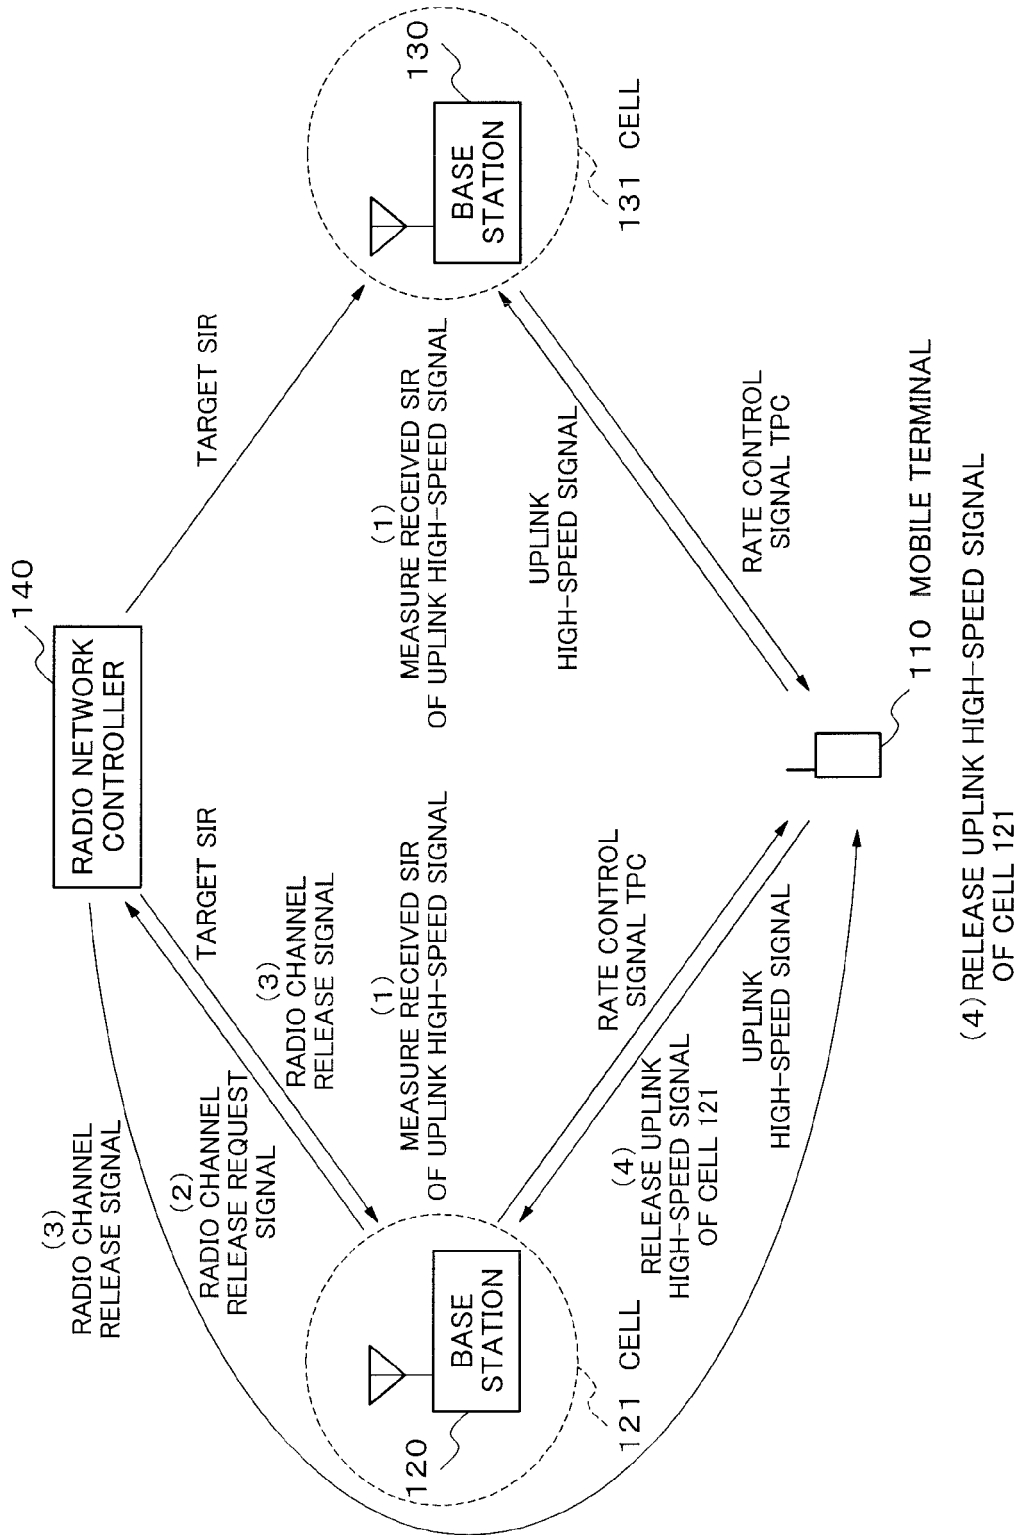 140
RADIO NETWORK
CONTROLLER
(3)
RADIO CHANNEL
RELEASE SIGNAL
(2)
RADIO CHANNEL
RELEASE REQUEST
SIGNAL
TARGET SIR
(3)
RADIO CHANNEL
RELEASE SIGNAL
TARGET SIR
120
BASE
STATION
121 CELL
(1)
MEASURE RECEIVED SIR
OF UPLINK HIGH-SPEED SIGNAL
(1)
MEASURE RECEIVED SIR
OF UPLINK HIGH-SPEED SIGNAL
130
BASE
STATION
131 CELL
(4)
RELEASE UPLINK
HIGH-SPEED SIGNAL
OF CELL 121
RATE CONTROL
SIGNAL TPC
UPLINK
HIGH-SPEED SIGNAL
UPLINK
HIGH-SPEED SIGNAL
RATE CONTROL
SIGNAL TPC
110 MOBILE TERMINAL
(4) RELEASE UPLINK HIGH-SPEED SIGNAL
OF CELL 121